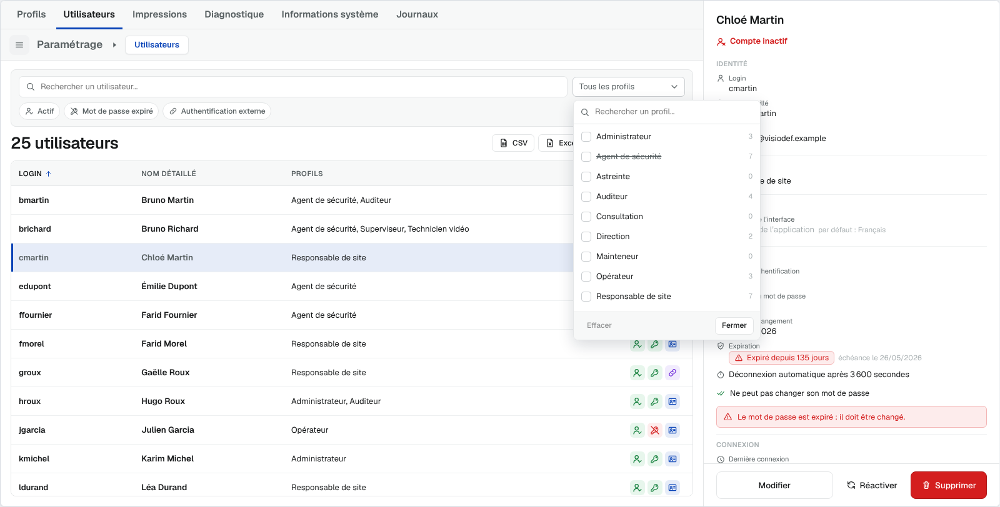 Profils Utilisateurs Impressions Diagnostique Informations système Journaux
Paramétrage Utilisateurs
Rechercher un utilisateur...
Tous les profils
Actif Mot de passe expiré Authentification externe
25 utilisateurs
CSV
LOGIN ↑ NOM DÉTAILLÉ PROFILS
bmartin Bruno Martin Agent de sécurité, Auditeur
brichard Bruno Richard Agent de sécurité, Superviseur, Technicien vidéo
cmartin Chloé Martin Responsable de site
edupont Émilie Dupont Agent de sécurité
ffournier Farid Fournier Agent de sécurité
fmorel Farid Morel Responsable de site
groux Gaëlle Roux Responsable de site
hroux Hugo Roux Administrateur, Auditeur
jgarcia Julien Garcia Opérateur
kmichel Karim Michel Administrateur
ldurand Léa Durand Responsable de site
Rechercher un profil...
Administrateur 3
Agent de sécurité 7
Astreinte 0
Auditeur 4
Consultation 0
Direction 2
Mainteneur 0
Opérateur 3
Responsable de site 7
Effacer Fermer
Chloé Martin
Compte inactif
IDENTITÉ
Login
cmartin
@visiodef.example
de site
l'interface
de l'application par défaut : Français
mot de passe
Expiration
Expiré depuis 135 jours échéance le 26/05/2026
Déconnexion automatique après 3 600 secondes
Ne peut pas changer son mot de passe
Le mot de passe est expiré : il doit être changé.
CONNEXION
Dernière connexion
Modifier Réactiver Supprimer